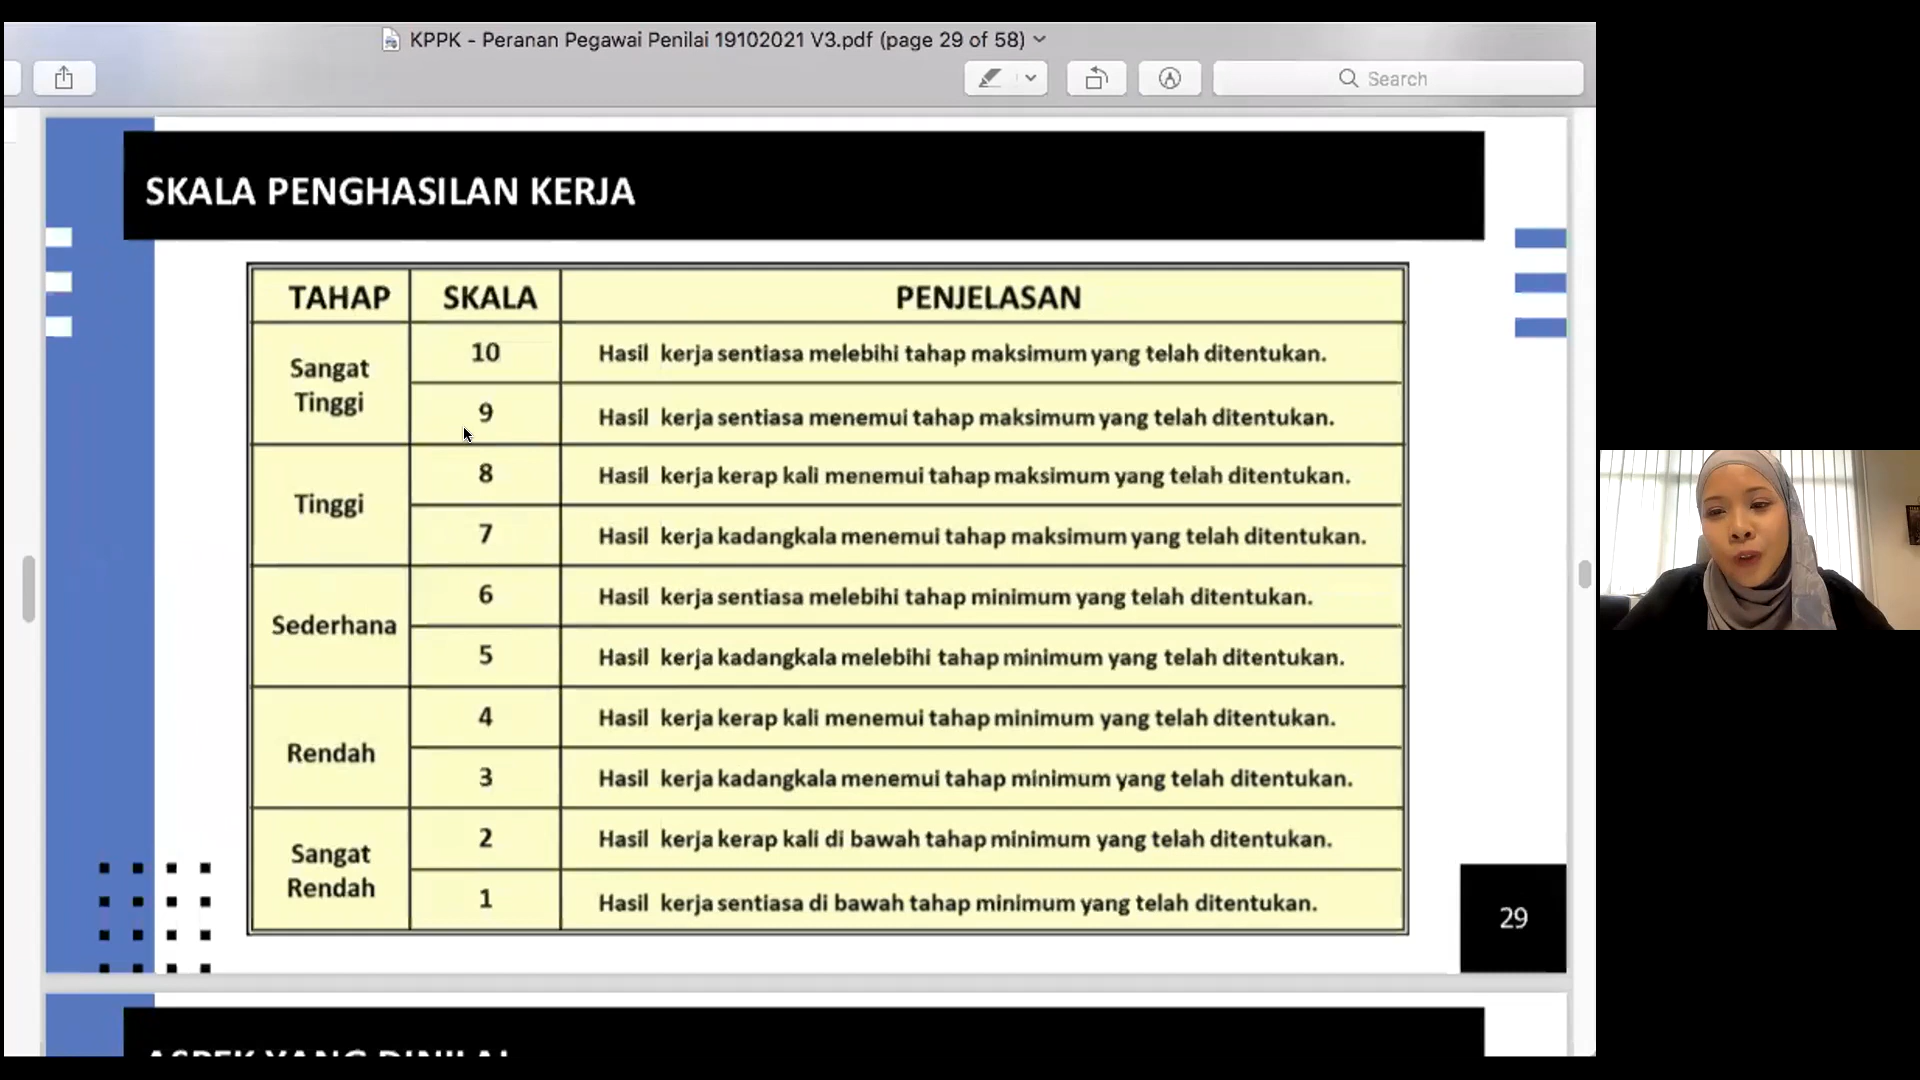 KPPK - Peranan Pegawai Penilai 19102021 V3.pdf (page 29 of 58)
Search
SKALA PENGHASILAN KERJA
TAHAP SKALA PENJELASAN
Sangat Tinggi
10 Hasil kerja sentiasa melebihi tahap maksimum yang telah ditentukan.
9 Hasil kerja sentiasa menemui tahap maksimum yang telah ditentukan.
Tinggi
8 Hasil kerja kerap kali menemui tahap maksimum yang telah ditentukan.
7 Hasil kerja kadangkala menemui tahap maksimum yang telah ditentukan.
Sederhana
6 Hasil kerja sentiasa melebihi tahap minimum yang telah ditentukan.
5 Hasil kerja kadangkala melebihi tahap minimum yang telah ditentukan.
Rendah
4 Hasil kerja kerap kali menemui tahap minimum yang telah ditentukan.
3 Hasil kerja kadangkala menemui tahap minimum yang telah ditentukan.
Sangat Rendah
2 Hasil kerja kerap kali di bawah tahap minimum yang telah ditentukan.
1 Hasil kerja sentiasa di bawah tahap minimum yang telah ditentukan.
29
ASPEK YANG DINILAI